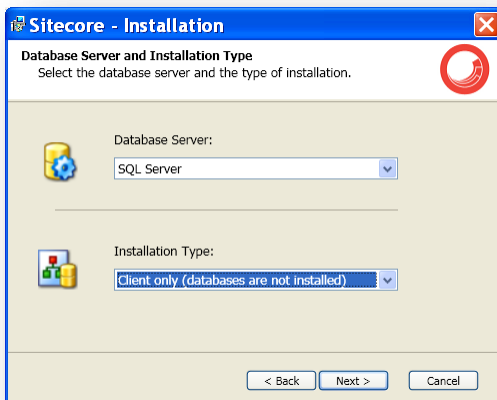 Sitecore - Installation
Database Server and Installation Type
Select the database server and the type of installation.
Database Server:
SQL Server
Installation Type:
Client only (databases are not installed)
< Back
Next >
Cancel